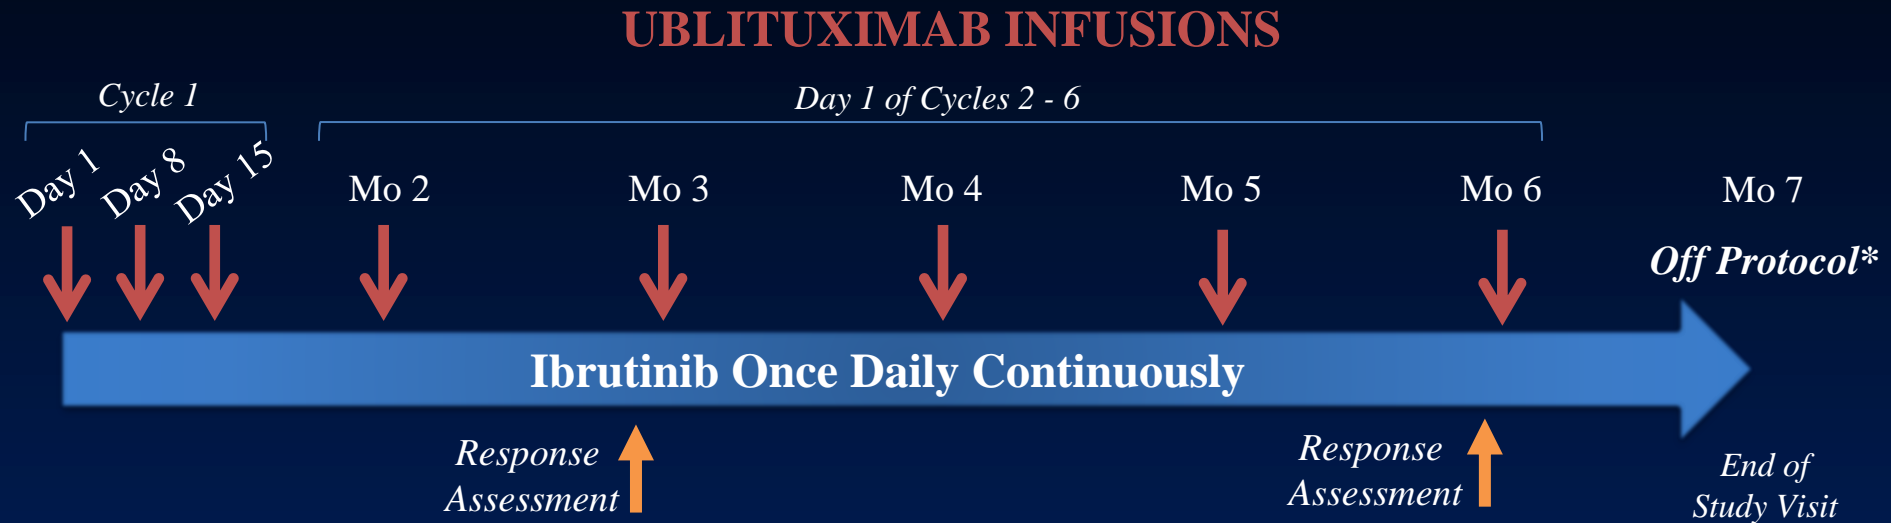 UBLITUXIMAB INFUSIONS
Cycle 1
Day 1 of Cycles 2 - 6
Day 1
Day 8
Day 15
Mo 2
Mo 3
Mo 4
Mo 5
Mo 6
Mo 7
Off Protocol*
Ibrutinib Once Daily Continuously
Response
Assessment
Response
Assessment
End of
Study Visit